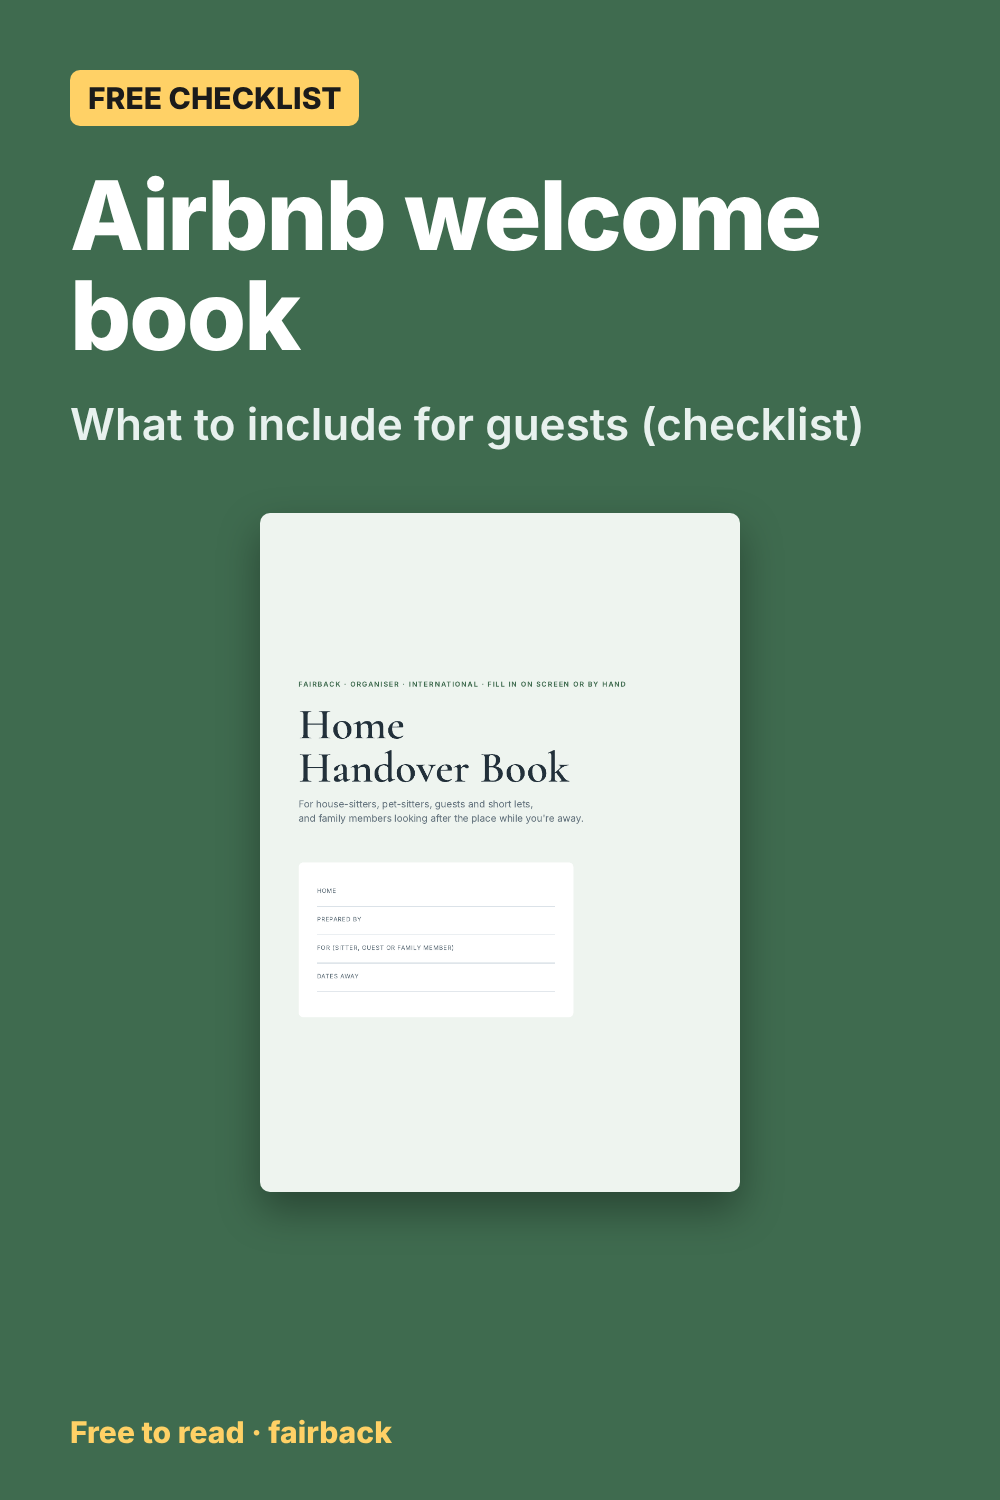 FREE CHECKLIST
Airbnb welcome
book
What to include for guests (checklist)
FAIRBACK · ORGANISER · INTERNATIONAL · FILL IN ON SCREEN OR BY HAND
Home
Handover Book
For house-sitters, pet-sitters, guests and short lets,
and family members looking after the place while you're away.
HOME
PREPARED BY
FOR (SITTER, GUEST OR FAMILY MEMBER)
DATES AWAY
Free to read · fairback